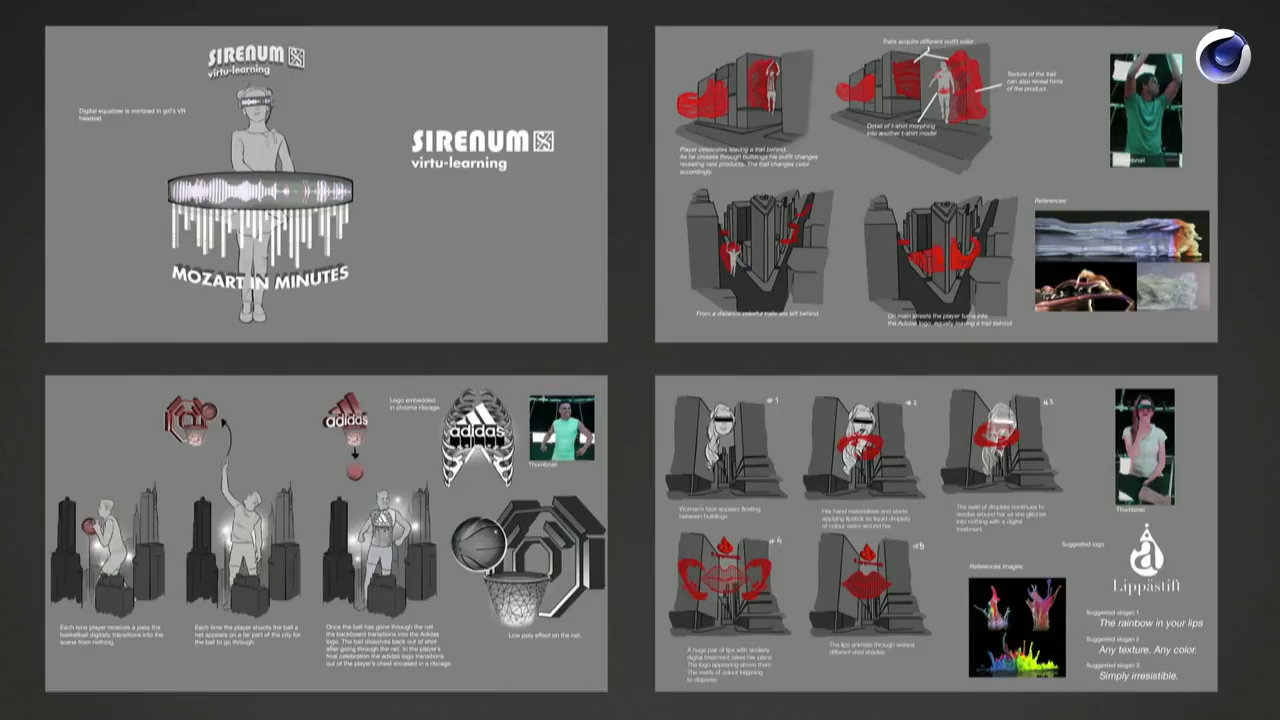 SIRENUM
virtu-learning
Digital equalizer is mirrored in girl's VR
headset.
SIRENUM
virtu-learning
MOZART IN MINUTES
Trails acquire different outfit color.
Texture of the trail
can also reveal hints
of the product.
Detail of t-shirt morphing
into another t-shirt model
Thumbnail
Player celebrates leaving a trail behind.
As he crosses through buildings his outfit changes
revealing new products. The trail changes color
accordingly.
References:
From a distance colorful trails are left behind.
On main streets the player turns into
the Adidas logo, equally leaving a trail behind
Logo embedded
in chrome ribcage
adidas
adidas
Thumbnail
Each time player receives a pass the
basketball digitally transitions into the
scene from nothing.
Each time the player shoots the ball a
net appears on a far part of the city for
the ball to go through.
Once the ball has gone through the net
the backboard transitions into the Adidas
logo. The ball dissolves back out of shot
after going through the net. In the player's
final celebration the adidas logo transitions
out of the player's chest encased in a ribcage.
Low poly effect on the net.
#1
#2
#3
Women's face appears floating
between buildings.
Her hand materialises and starts
applying lipstick as liquid droplets
of colour swim around her.
The swirl of droplets continues to
revolve around her as she glitches
into nothing with a digital
treatment.
Thumbnail
#4
#5
Suggested logo
Lippästift
References images:
A huge pair of lips with similarly
digital treatment takes her place.
The logo appearing above them
The swirls of colour begining
to disperse.
The lips animate through various
different vivid shades.
Suggested slogan 1.
The rainbow in your lips
Suggested slogan 2
Any texture. Any color.
Suggested slogan 3.
Simply irresistible.